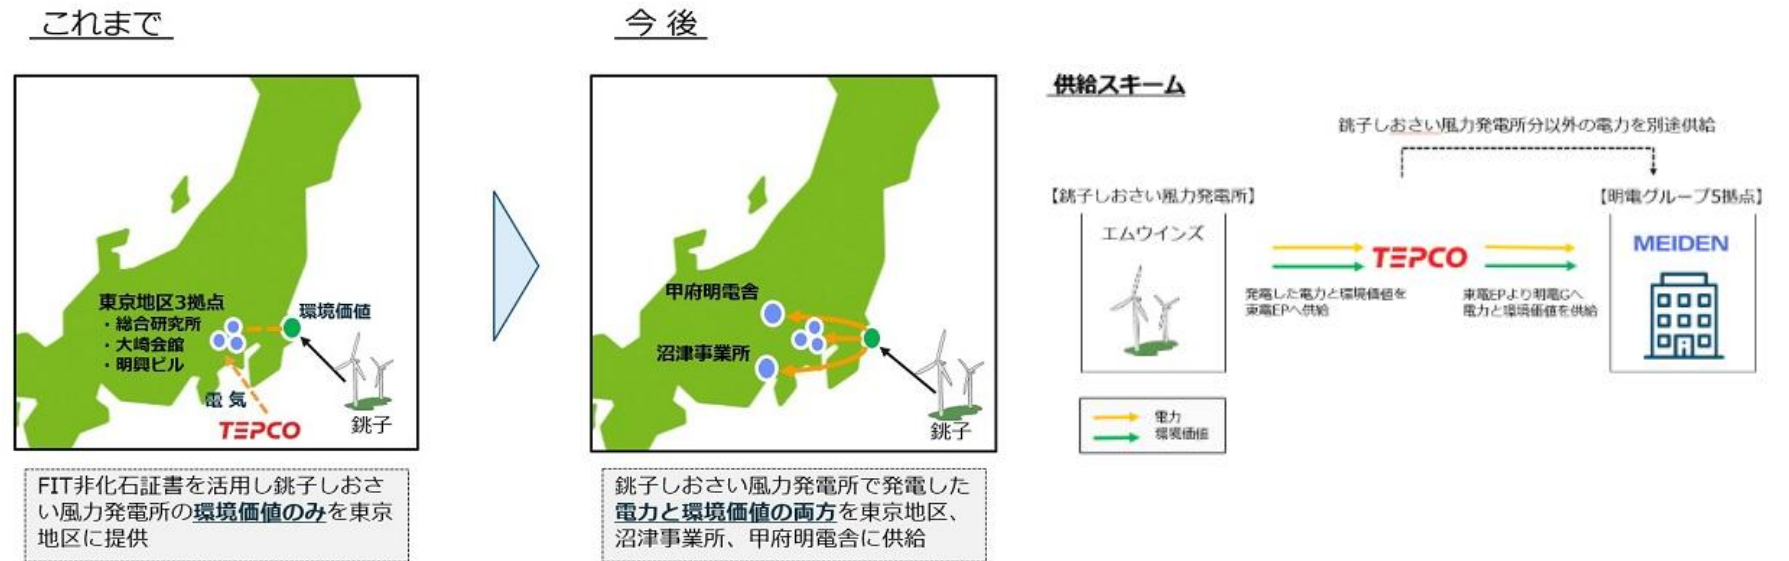 これまで
東京地区3拠点
・総合研究所
・大崎会館
・明興ビル
環境価値
電気
TEPCO
銚子
FIT非化石証書を活用し銚子しおさ
い風力発電所の環境価値のみを東京
地区に提供
今後
甲府明電舎
沼津事業所
銚子
銚子しおさい風力発電所で発電した
電力と環境価値の両方を東京地区、
沼津事業所、甲府明電舎に供給
供給スキーム
銚子しおさい風力発電所分以外の電力を別途供給
【銚子しおさい風力発電所】
エムウインズ
発電した電力と環境価値を
東電EPへ供給
TEPCO
東電EPより明電Gへ
電力と環境価値を供給
【明電グループ5拠点】
MEIDEN
電力
環境価値